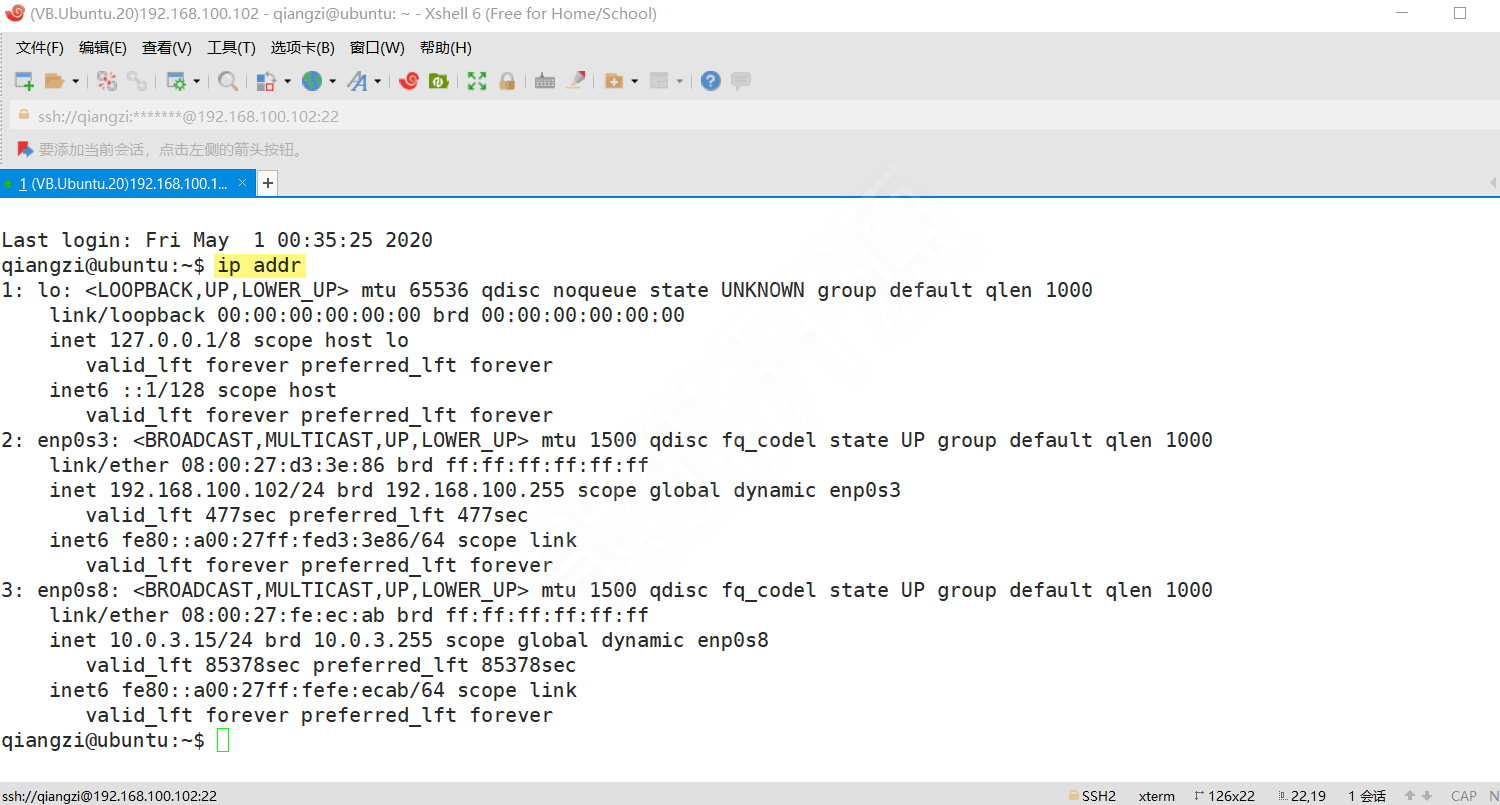 (VB.Ubuntu.20)192.168.100.102 - qiangzi@ubuntu: ~ - Xshell 6 (Free for Home/School)
文件(F) 编辑(E) 查看(V) 工具(T) 选项卡(B) 窗口(W) 帮助(H)
ssh://qiangzi:*******@192.168.100.102:22
要添加当前会话，点击左侧的箭头按钮。
1 (VB.Ubuntu.20)192.168.100.1... × +
Last login: Fri May  1 00:35:25 2020
qiangzi@ubuntu:~$ ip addr
1: lo: <LOOPBACK,UP,LOWER_UP> mtu 65536 qdisc noqueue state UNKNOWN group default qlen 1000
    link/loopback 00:00:00:00:00:00 brd 00:00:00:00:00:00
    inet 127.0.0.1/8 scope host lo
       valid_lft forever preferred_lft forever
    inet6 ::1/128 scope host
       valid_lft forever preferred_lft forever
2: enp0s3: <BROADCAST,MULTICAST,UP,LOWER_UP> mtu 1500 qdisc fq_codel state UP group default qlen 1000
    link/ether 08:00:27:d3:3e:86 brd ff:ff:ff:ff:ff:ff
    inet 192.168.100.102/24 brd 192.168.100.255 scope global dynamic enp0s3
       valid_lft 477sec preferred_lft 477sec
    inet6 fe80::a00:27ff:fed3:3e86/64 scope link
       valid_lft forever preferred_lft forever
3: enp0s8: <BROADCAST,MULTICAST,UP,LOWER_UP> mtu 1500 qdisc fq_codel state UP group default qlen 1000
    link/ether 08:00:27:fe:ec:ab brd ff:ff:ff:ff:ff:ff
    inet 10.0.3.15/24 brd 10.0.3.255 scope global dynamic enp0s8
       valid_lft 85378sec preferred_lft 85378sec
    inet6 fe80::a00:27ff:fefe:ecab/64 scope link
       valid_lft forever preferred_lft forever
qiangzi@ubuntu:~$
ssh://qiangzi@192.168.100.102:22 SSH2 xterm 126x22 22,19 1 会话 CAP N